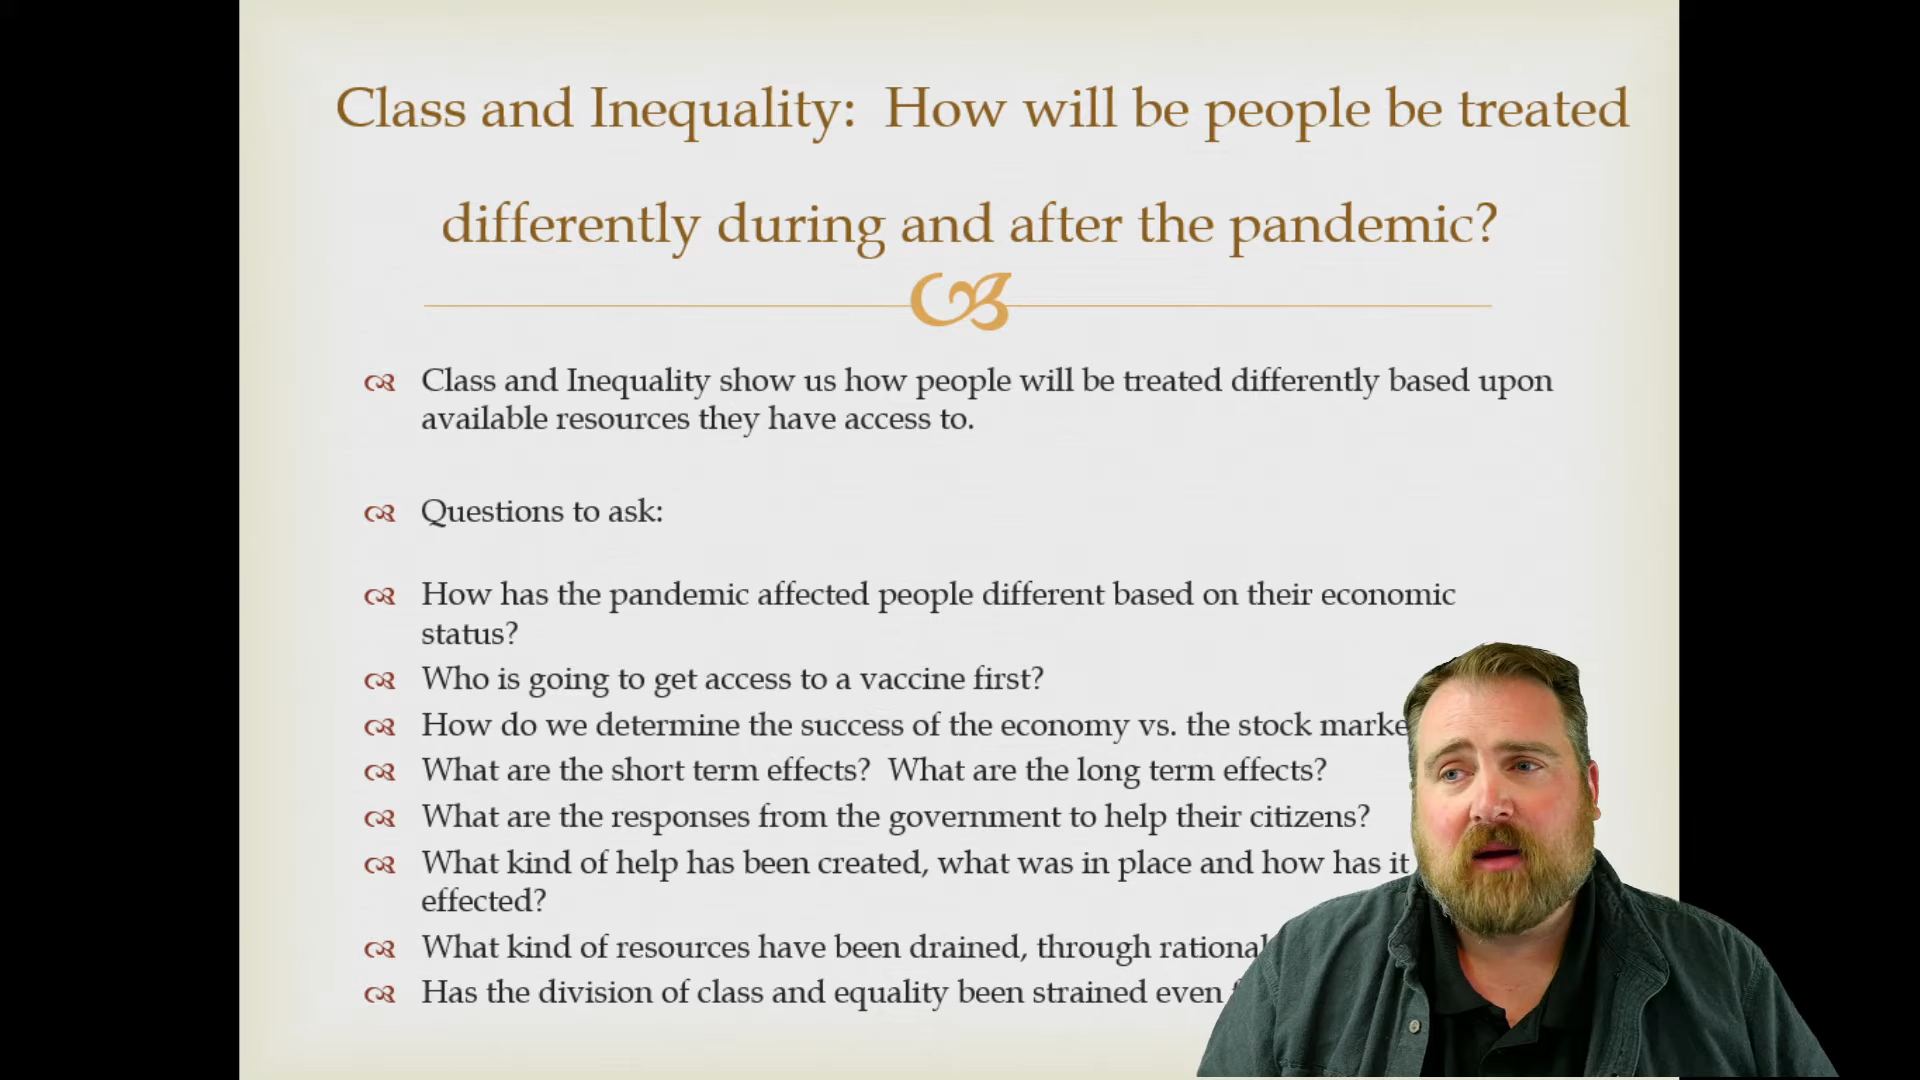 Class and Inequality: How will be people be treated
differently during and after the pandemic?
Class and Inequality show us how people will be treated differently based upon
available resources they have access to.
Questions to ask:
How has the pandemic affected people different based on their economic
status?
Who is going to get access to a vaccine first?
How do we determine the success of the economy vs. the stock
What are the short term effects? What are the long term effects?
What are the responses from the government to help their citizens?
What kind of help has been created, what was in place and how has it
effected?
What kind of resources have been drained, through
Has the division of class and equality been strained even